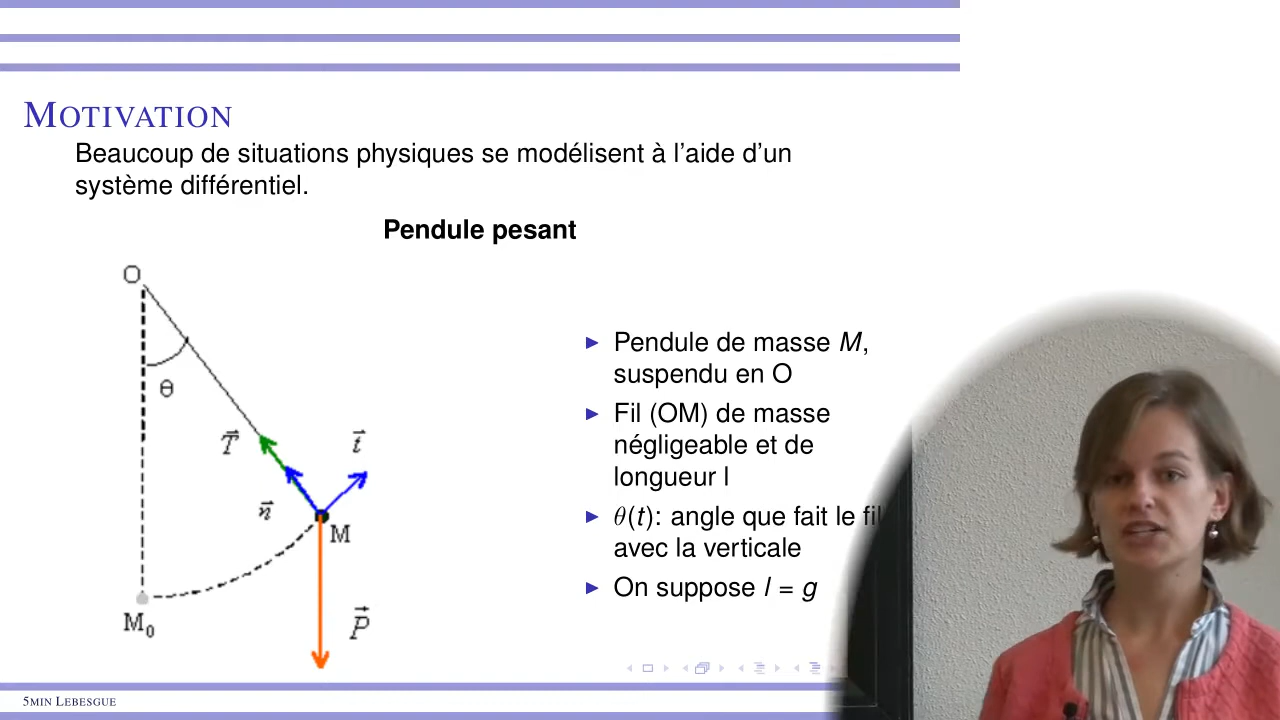 MOTIVATION
Beaucoup de situations physiques se modélisent à l'aide d'un
système différentiel.
Pendule pesant
O
θ
T
t
n
M
M0
P
▶ Pendule de masse M,
suspendu en O
▶ Fil (OM) de masse
négligeable et de
longueur l
▶ θ(t): angle que fait le fil
avec la verticale
▶ On suppose l = g
5MIN LEBESGUE